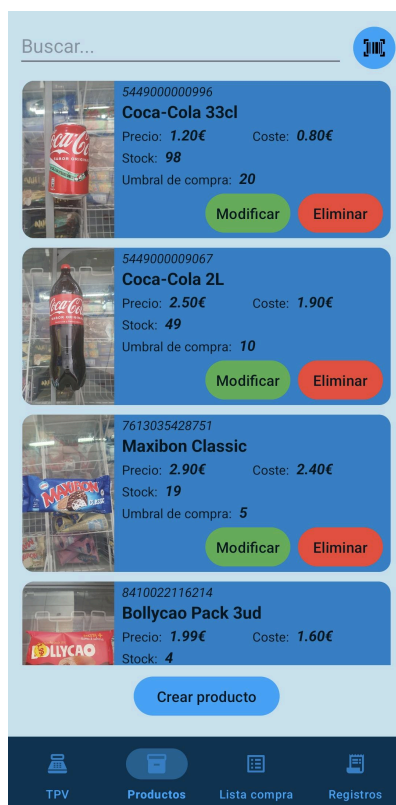 Buscar...
5449000000996
Coca-Cola 33cl
Precio: 1.20€ Coste: 0.80€
Stock: 98
Umbral de compra: 20
Modificar Eliminar
5449000009067
Coca-Cola 2L
Precio: 2.50€ Coste: 1.90€
Stock: 49
Umbral de compra: 10
Modificar Eliminar
7613035428751
Maxibon Classic
MAXIBON
CLASSIC
Precio: 2.90€ Coste: 2.40€
Stock: 19
Umbral de compra: 5
Modificar Eliminar
8410022116214
Bollycao Pack 3ud
BOLLYCAO
Precio: 1.99€ Coste: 1.60€
Stock: 4
Crear producto
TPV Productos Lista compra Registros